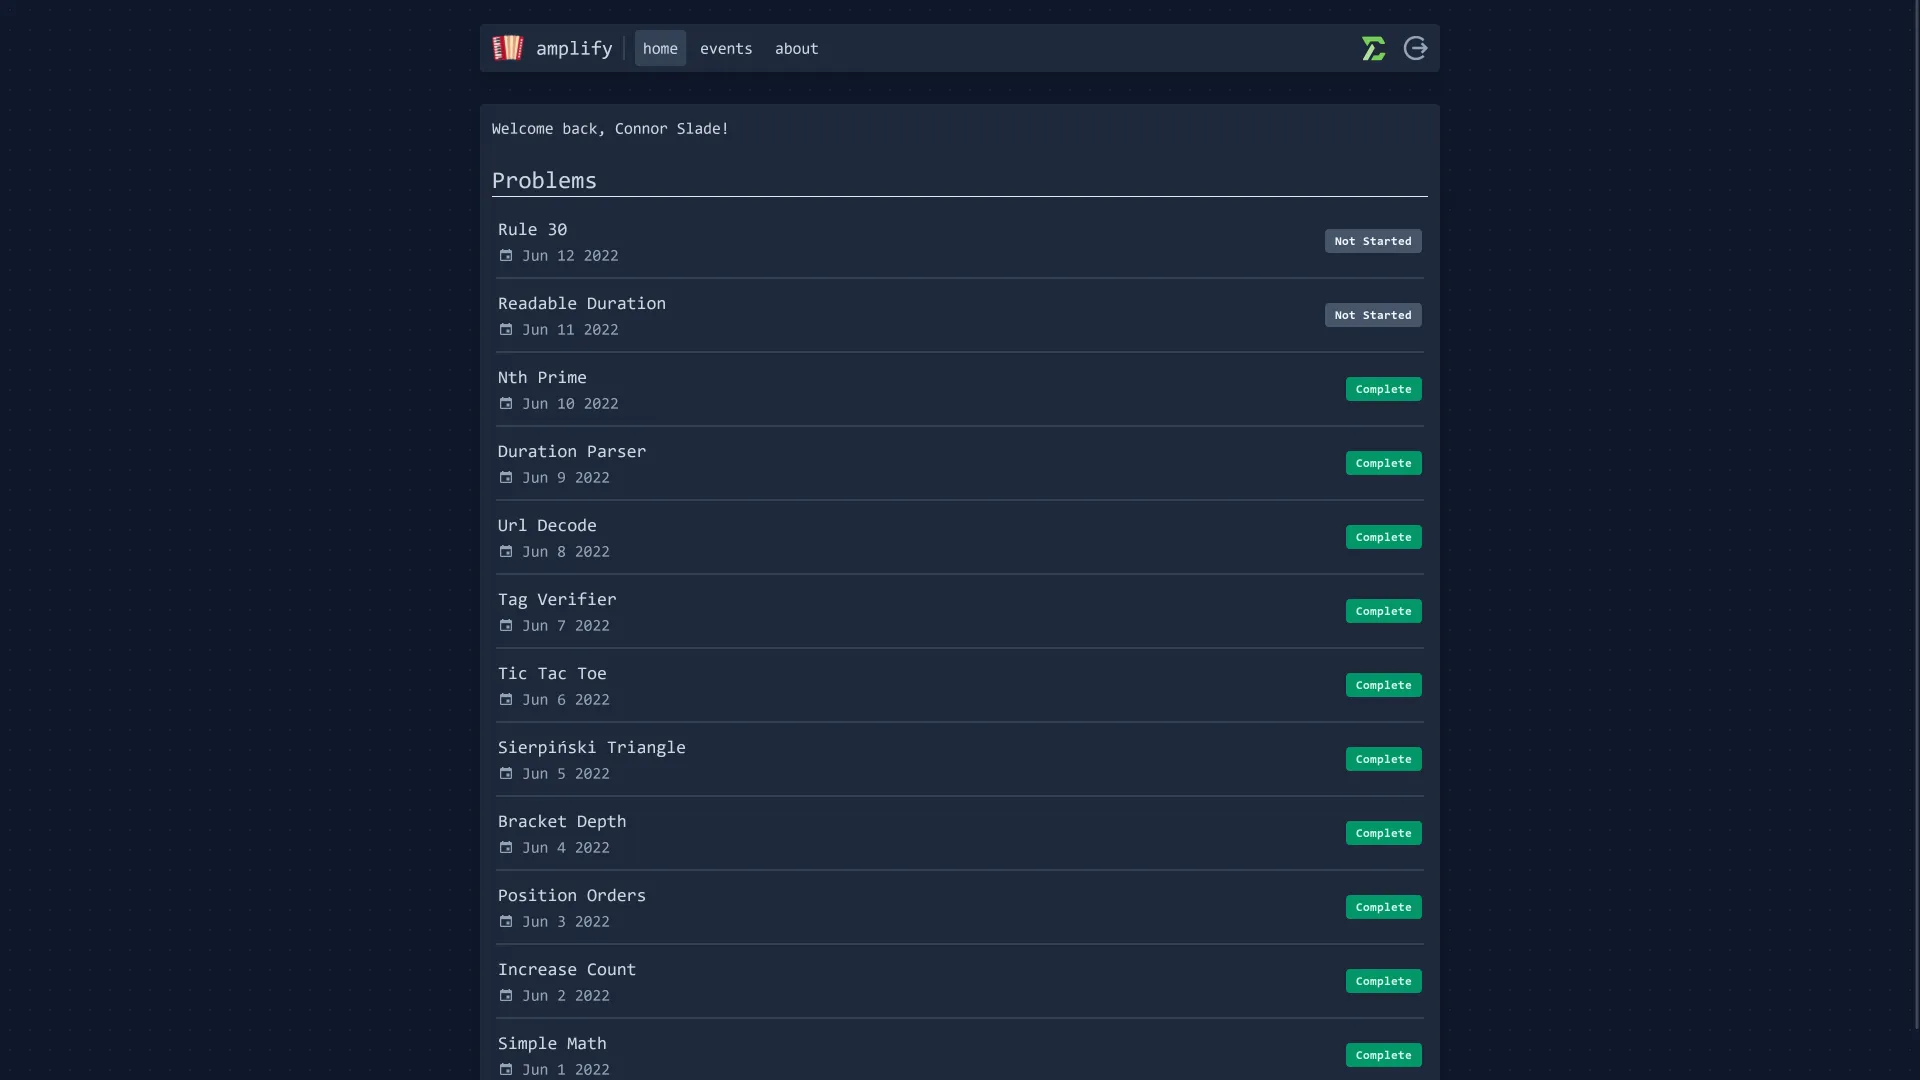 amplify home events about
Welcome back, Connor Slade!
Problems
Rule 30
Not Started
Jun 12 2022
Readable Duration
Not Started
Jun 11 2022
Nth Prime
Complete
Jun 10 2022
Duration Parser
Complete
Jun 9 2022
Url Decode
Complete
Jun 8 2022
Tag Verifier
Complete
Jun 7 2022
Tic Tac Toe
Complete
Jun 6 2022
Sierpiński Triangle
Complete
Jun 5 2022
Bracket Depth
Complete
Jun 4 2022
Position Orders
Complete
Jun 3 2022
Increase Count
Complete
Jun 2 2022
Simple Math
Complete
Jun 1 2022